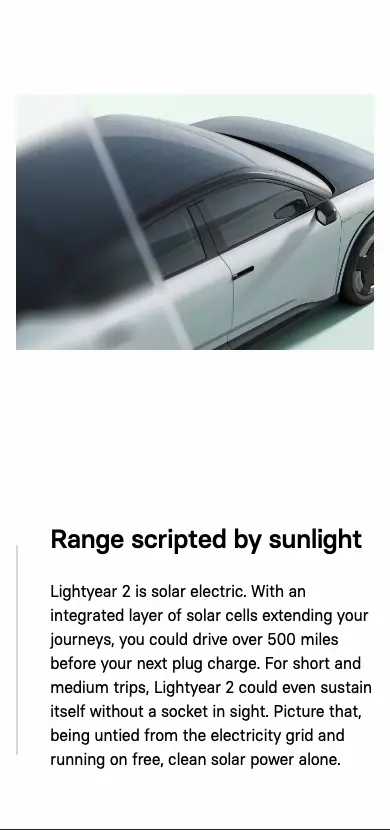 Range scripted by sunlight
Lightyear 2 is solar electric. With an
integrated layer of solar cells extending your
journeys, you could drive over 500 miles
before your next plug charge. For short and
medium trips, Lightyear 2 could even sustain
itself without a socket in sight. Picture that,
being untied from the electricity grid and
running on free, clean solar power alone.